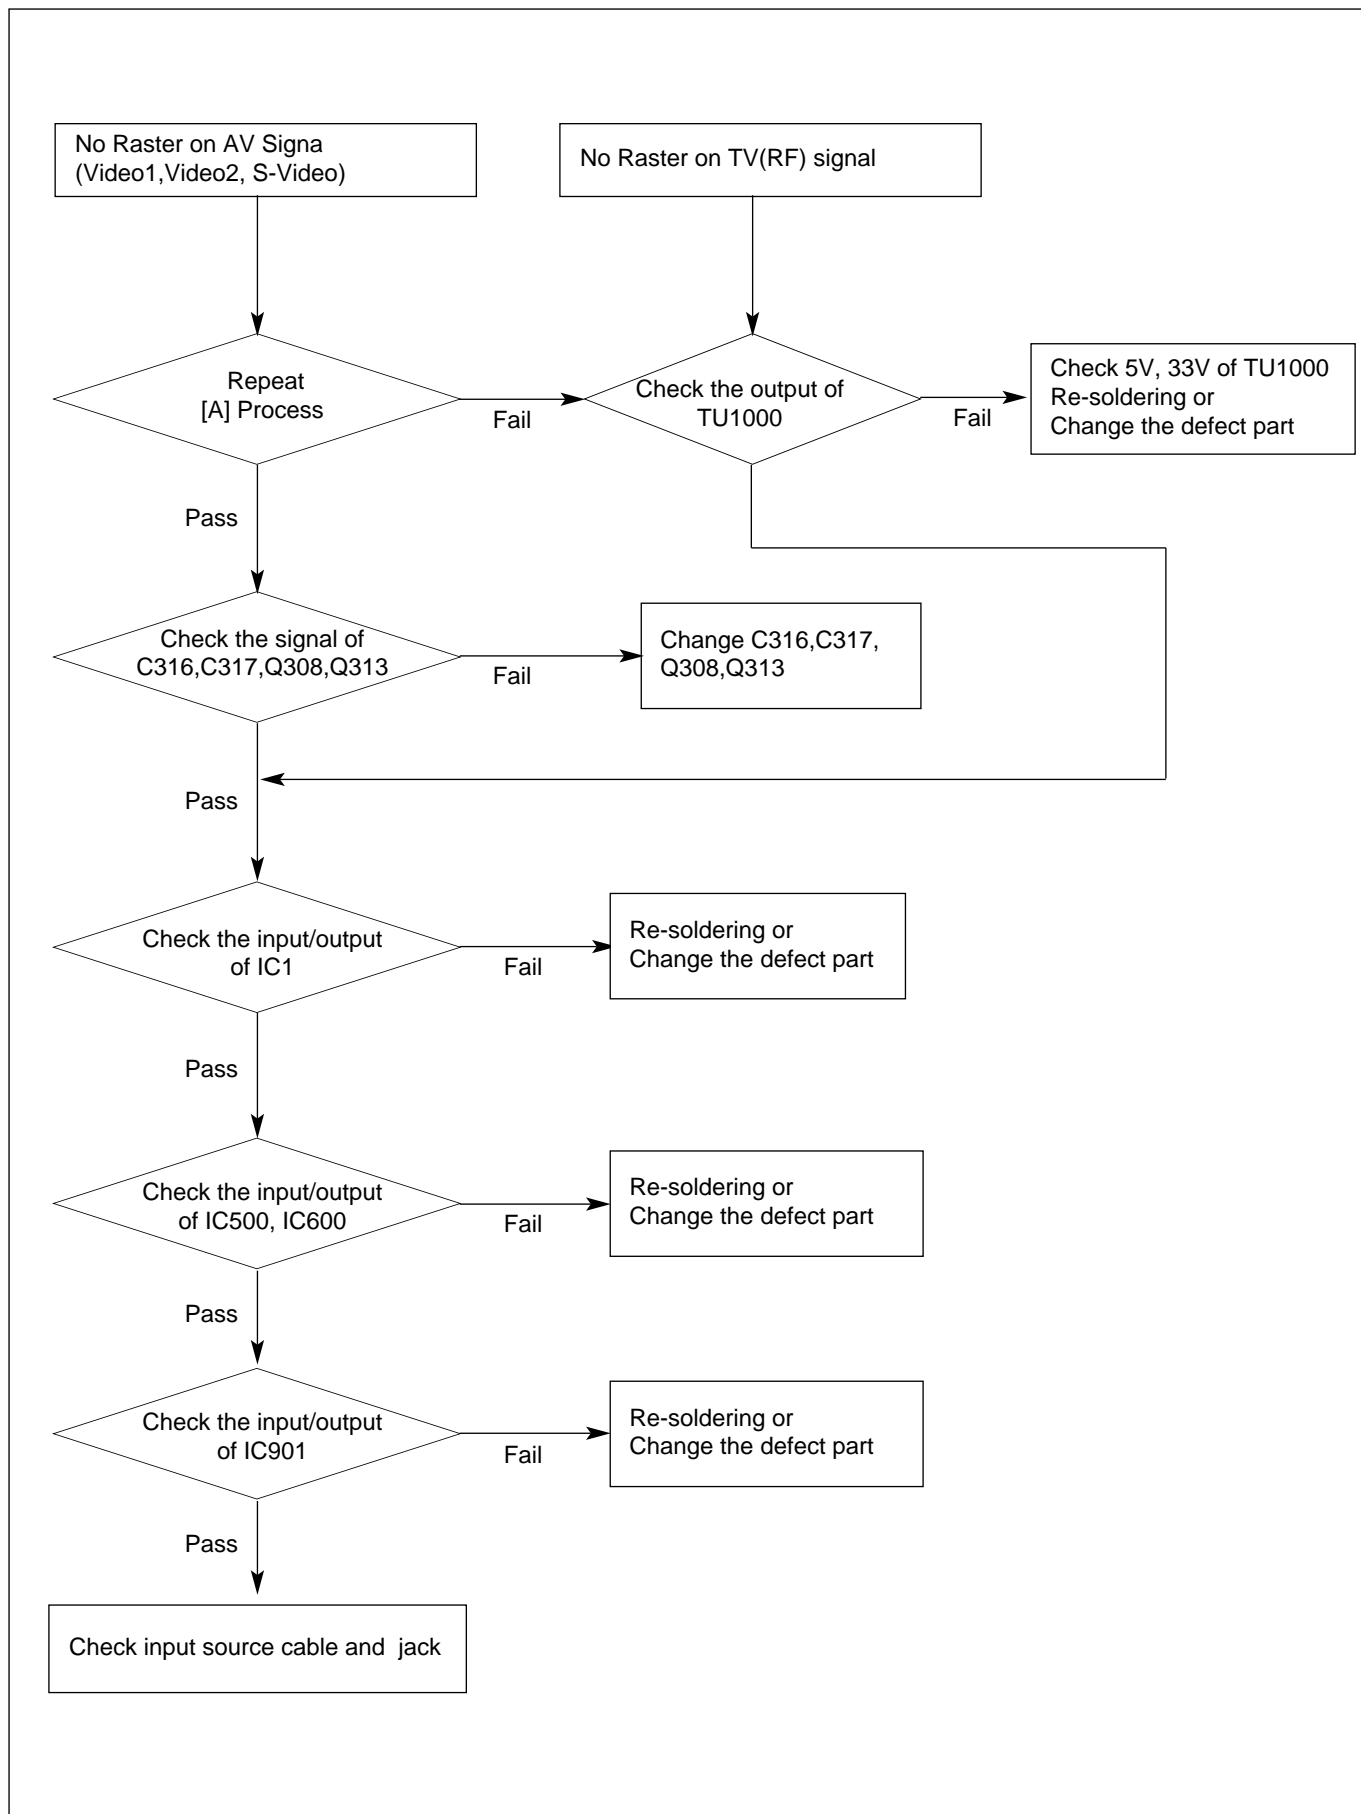 No Raster on AV Signa
(Video1,Video2, S-Video)
No Raster on TV(RF) signal
Repeat
[A] Process
Fail
Check the output of
TU1000
Fail
Check 5V, 33V of TU1000
Re-soldering or
Change the defect part
Pass
Check the signal of
C316,C317,Q308,Q313
Fail
Change C316,C317,
Q308,Q313
Pass
Check the input/output
of IC1
Fail
Re-soldering or
Change the defect part
Pass
Check the input/output
of IC500, IC600
Fail
Re-soldering or
Change the defect part
Pass
Check the input/output
of IC901
Fail
Re-soldering or
Change the defect part
Pass
Check input source cable and  jack